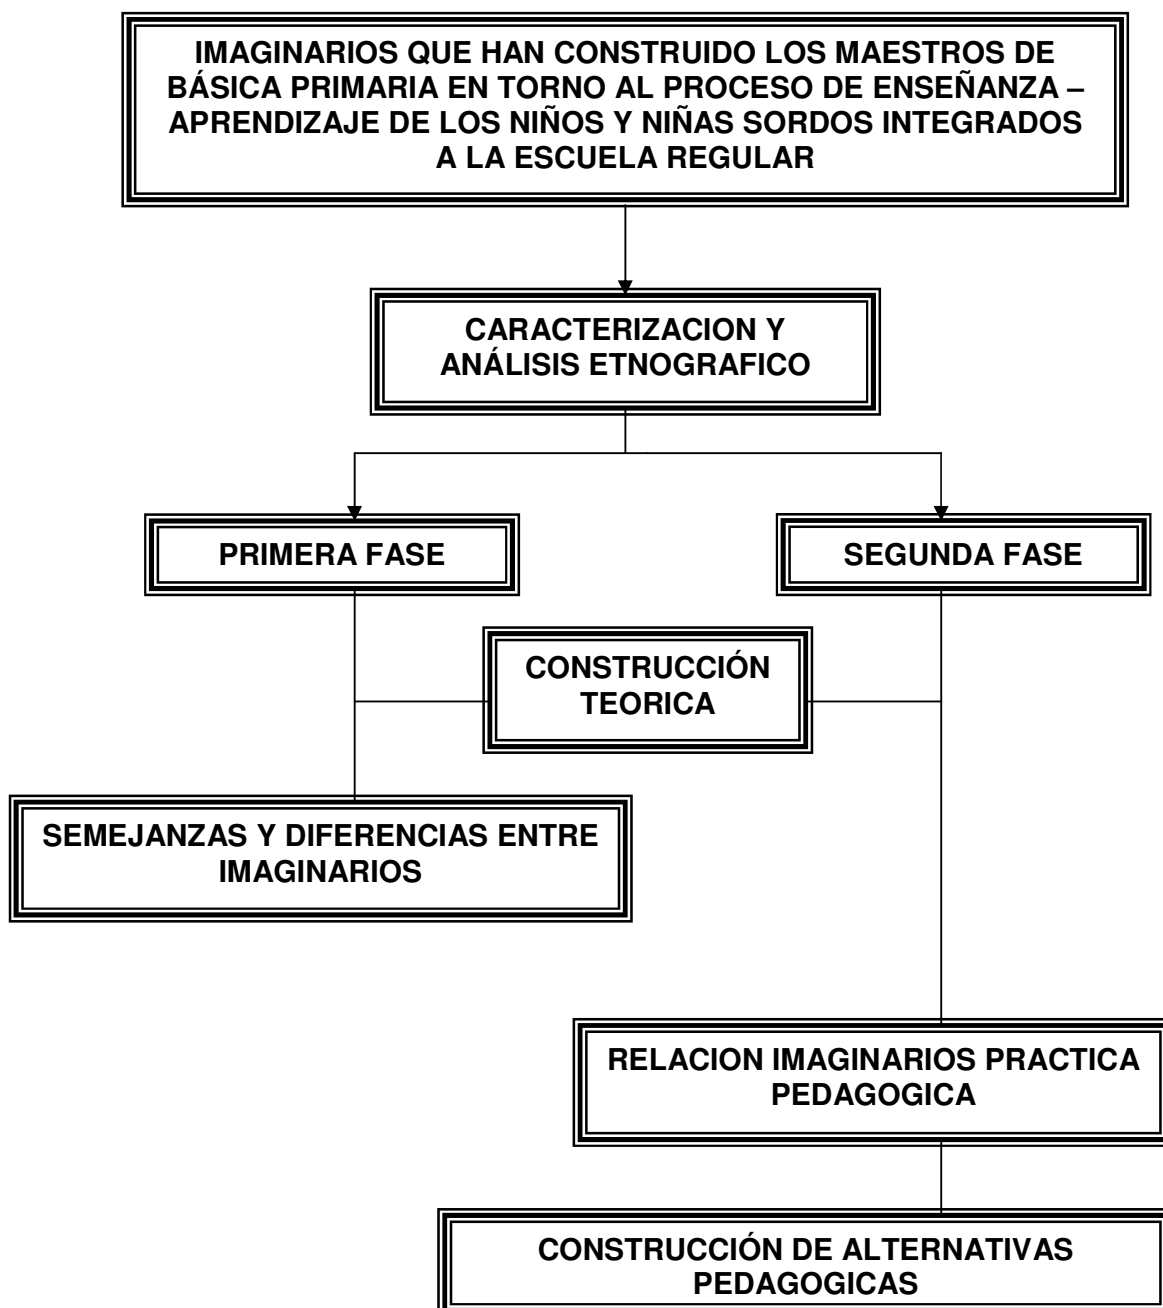 IMAGINARIOS QUE HAN CONSTRUIDO LOS MAESTROS DE
BÁSICA PRIMARIA EN TORNO AL PROCESO DE ENSEÑANZA –
APRENDIZAJE DE LOS NIÑOS Y NIÑAS SORDOS INTEGRADOS
A LA ESCUELA REGULAR
CARACTERIZACION Y
ANÁLISIS ETNOGRAFICO
PRIMERA FASE
SEGUNDA FASE
CONSTRUCCIÓN
TEORICA
SEMEJANZAS Y DIFERENCIAS ENTRE
IMAGINARIOS
RELACION IMAGINARIOS PRACTICA
PEDAGOGICA
CONSTRUCCIÓN DE ALTERNATIVAS
PEDAGOGICAS